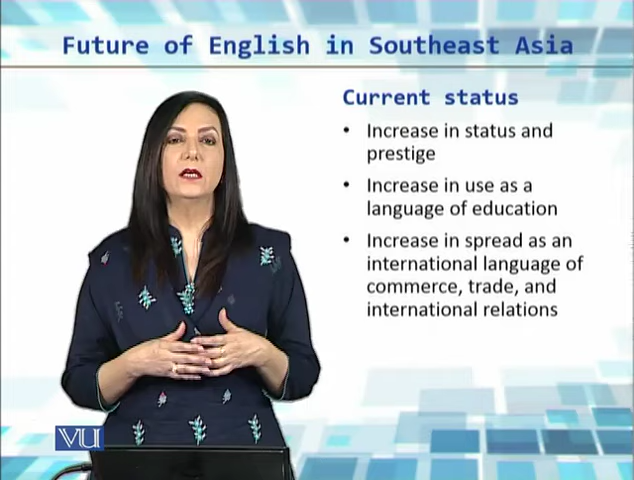 Future of English in Southeast Asia
Current status
• Increase in status and
prestige
• Increase in use as a
language of education
• Increase in spread as an
international language of
commerce, trade, and
international relations
VU